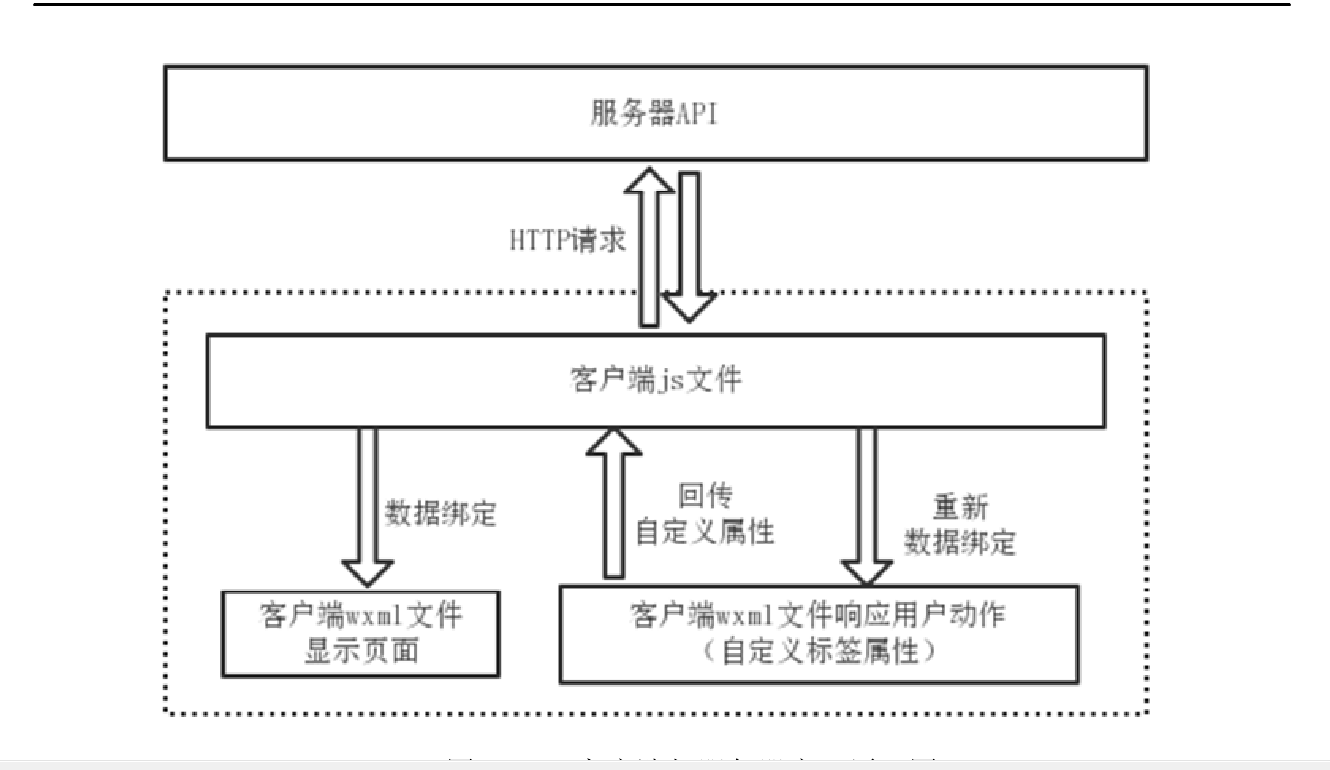 服务器API
HTTP请求
客户端js文件
数据绑定
回传
自定义属性
重新
数据绑定
客户端wxml文件
显示页面
客户端wxml文件响应用户动作
（自定义标签属性）